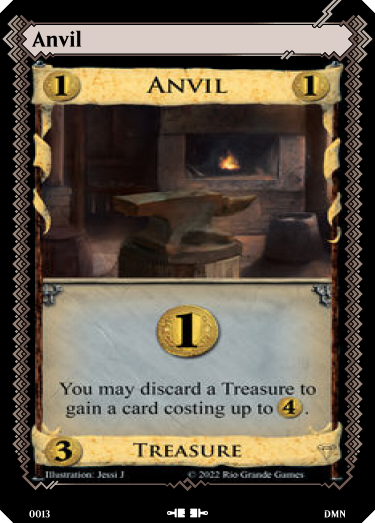 Anvil
1 ANVIL 1
1
You may discard a Treasure to
gain a card costing up to 4.
3 TREASURE
Illustration: Jessi J © 2022 Rio Grande Games
0013 DMN